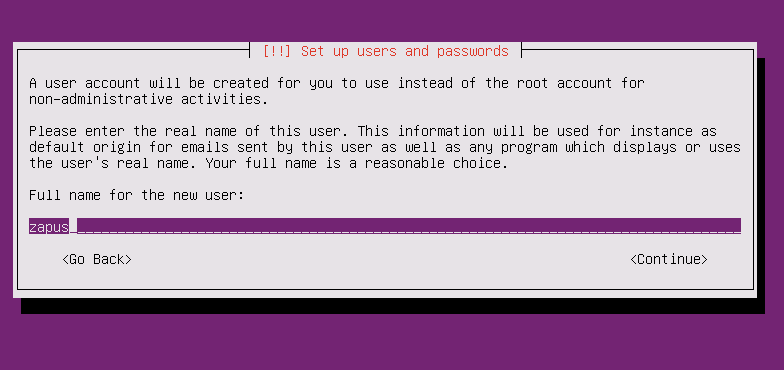 [!!] Set up users and passwords
A user account will be created for you to use instead of the root account for
non-administrative activities.
Please enter the real name of this user. This information will be used for instance as
default origin for emails sent by this user as well as any program which displays or uses
the user's real name. Your full name is a reasonable choice.
Full name for the new user:
zapus
<Go Back> <Continue>